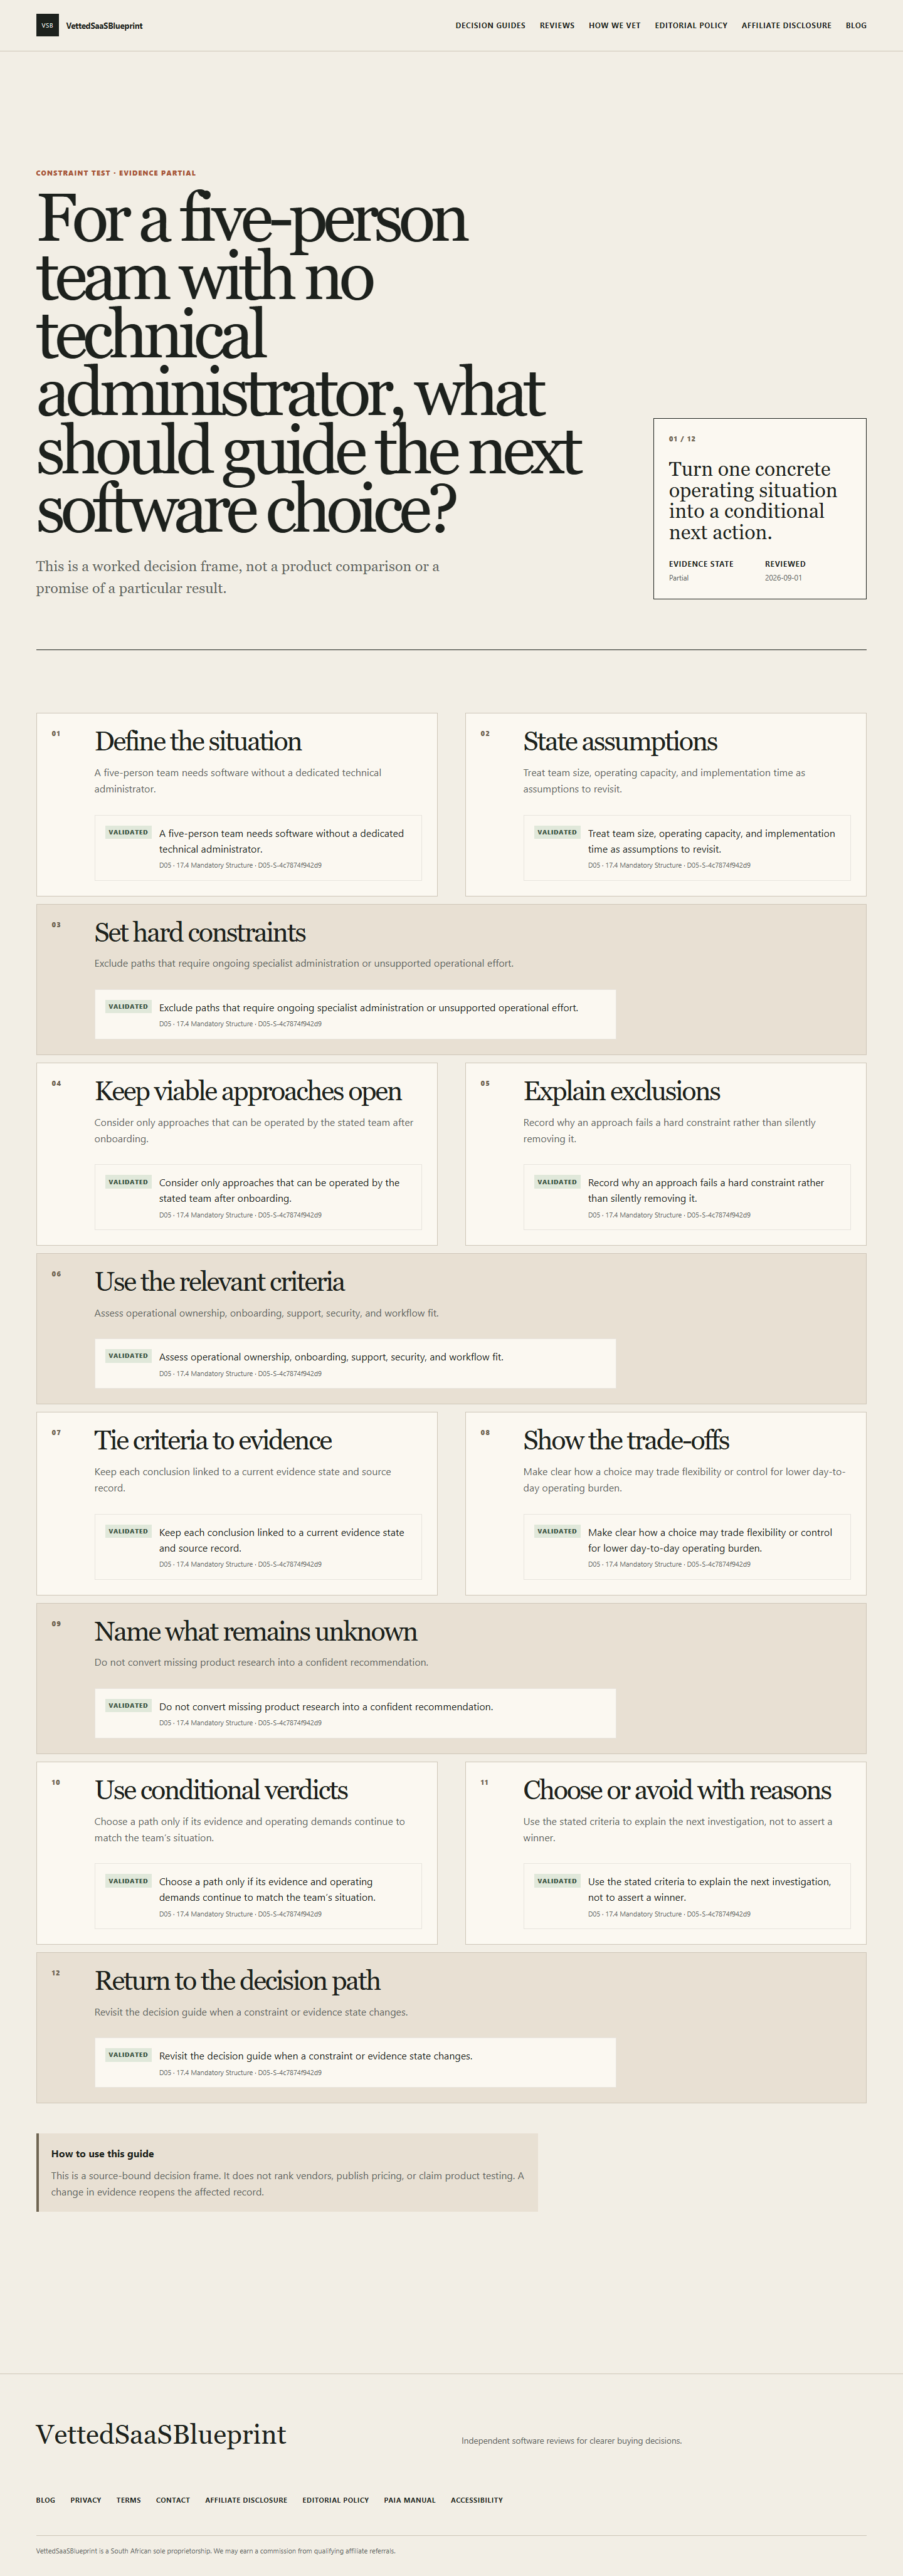 VSB VettedSaaSBlueprint
DECISION GUIDES REVIEWS HOW WE VET EDITORIAL POLICY AFFILIATE DISCLOSURE BLOG
CONSTRAINT TEST · EVIDENCE PARTIAL
For a five-person
team with no
technical
administrator, what
should guide the next
software choice?
This is a worked decision frame, not a product comparison or a
promise of a particular result.
01 / 12
Turn one concrete
operating situation
into a conditional
next action.
EVIDENCE STATE REVIEWED
Partial 2026-09-01
01
Define the situation
A five-person team needs software without a dedicated technical
administrator.
VALIDATED A five-person team needs software without a dedicated
technical administrator.
D05 · 17.4 Mandatory Structure · D05-S-4c7874f942d9
02
State assumptions
Treat team size, operating capacity, and implementation time as
assumptions to revisit.
VALIDATED Treat team size, operating capacity, and implementation
time as assumptions to revisit.
D05 · 17.4 Mandatory Structure · D05-S-4c7874f942d9
03
Set hard constraints
Exclude paths that require ongoing specialist administration or unsupported operational effort.
VALIDATED Exclude paths that require ongoing specialist administration or unsupported operational effort.
D05 · 17.4 Mandatory Structure · D05-S-4c7874f942d9
04
Keep viable approaches open
Consider only approaches that can be operated by the stated team after
onboarding.
VALIDATED Consider only approaches that can be operated by the
stated team after onboarding.
D05 · 17.4 Mandatory Structure · D05-S-4c7874f942d9
05
Explain exclusions
Record why an approach fails a hard constraint rather than silently
removing it.
VALIDATED Record why an approach fails a hard constraint rather
than silently removing it.
D05 · 17.4 Mandatory Structure · D05-S-4c7874f942d9
06
Use the relevant criteria
Assess operational ownership, onboarding, support, security, and workflow fit.
VALIDATED Assess operational ownership, onboarding, support, security, and workflow fit.
D05 · 17.4 Mandatory Structure · D05-S-4c7874f942d9
07
Tie criteria to evidence
Keep each conclusion linked to a current evidence state and source
record.
VALIDATED Keep each conclusion linked to a current evidence state
and source record.
D05 · 17.4 Mandatory Structure · D05-S-4c7874f942d9
08
Show the trade-offs
Make clear how a choice may trade flexibility or control for lower day-to-
day operating burden.
VALIDATED Make clear how a choice may trade flexibility or control
for lower day-to-day operating burden.
D05 · 17.4 Mandatory Structure · D05-S-4c7874f942d9
09
Name what remains unknown
Do not convert missing product research into a confident recommendation.
VALIDATED Do not convert missing product research into a confident recommendation.
D05 · 17.4 Mandatory Structure · D05-S-4c7874f942d9
10
Use conditional verdicts
Choose a path only if its evidence and operating demands continue to
match the team's situation.
VALIDATED Choose a path only if its evidence and operating
demands continue to match the team's situation.
D05 · 17.4 Mandatory Structure · D05-S-4c7874f942d9
11
Choose or avoid with reasons
Use the stated criteria to explain the next investigation, not to assert a
winner.
VALIDATED Use the stated criteria to explain the next investigation,
not to assert a winner.
D05 · 17.4 Mandatory Structure · D05-S-4c7874f942d9
12
Return to the decision path
Revisit the decision guide when a constraint or evidence state changes.
VALIDATED Revisit the decision guide when a constraint or evidence state changes.
D05 · 17.4 Mandatory Structure · D05-S-4c7874f942d9
How to use this guide
This is a source-bound decision frame. It does not rank vendors, publish pricing, or claim product testing. A
change in evidence reopens the affected record.
VettedSaaSBlueprint
Independent software reviews for clearer buying decisions.
BLOG PRIVACY TERMS CONTACT AFFILIATE DISCLOSURE EDITORIAL POLICY PAIA MANUAL ACCESSIBILITY
VettedSaaSBlueprint is a South African sole proprietorship. We may earn a commission from qualifying affiliate referrals.